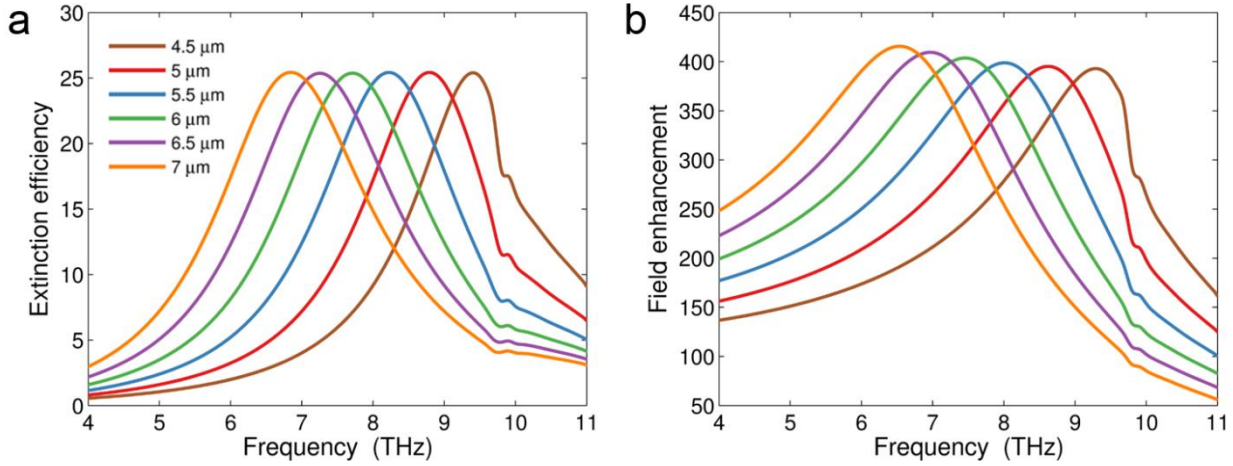 a
30
25
20
15
10
5
0
Extinction efficiency
4.5 μm
5 μm
5.5 μm
6 μm
6.5 μm
7 μm
4 5 6 7 8 9 10 11
Frequency (THz)
b
450
400
350
300
250
200
150
100
50
Field enhancement
4 5 6 7 8 9 10 11
Frequency (THz)